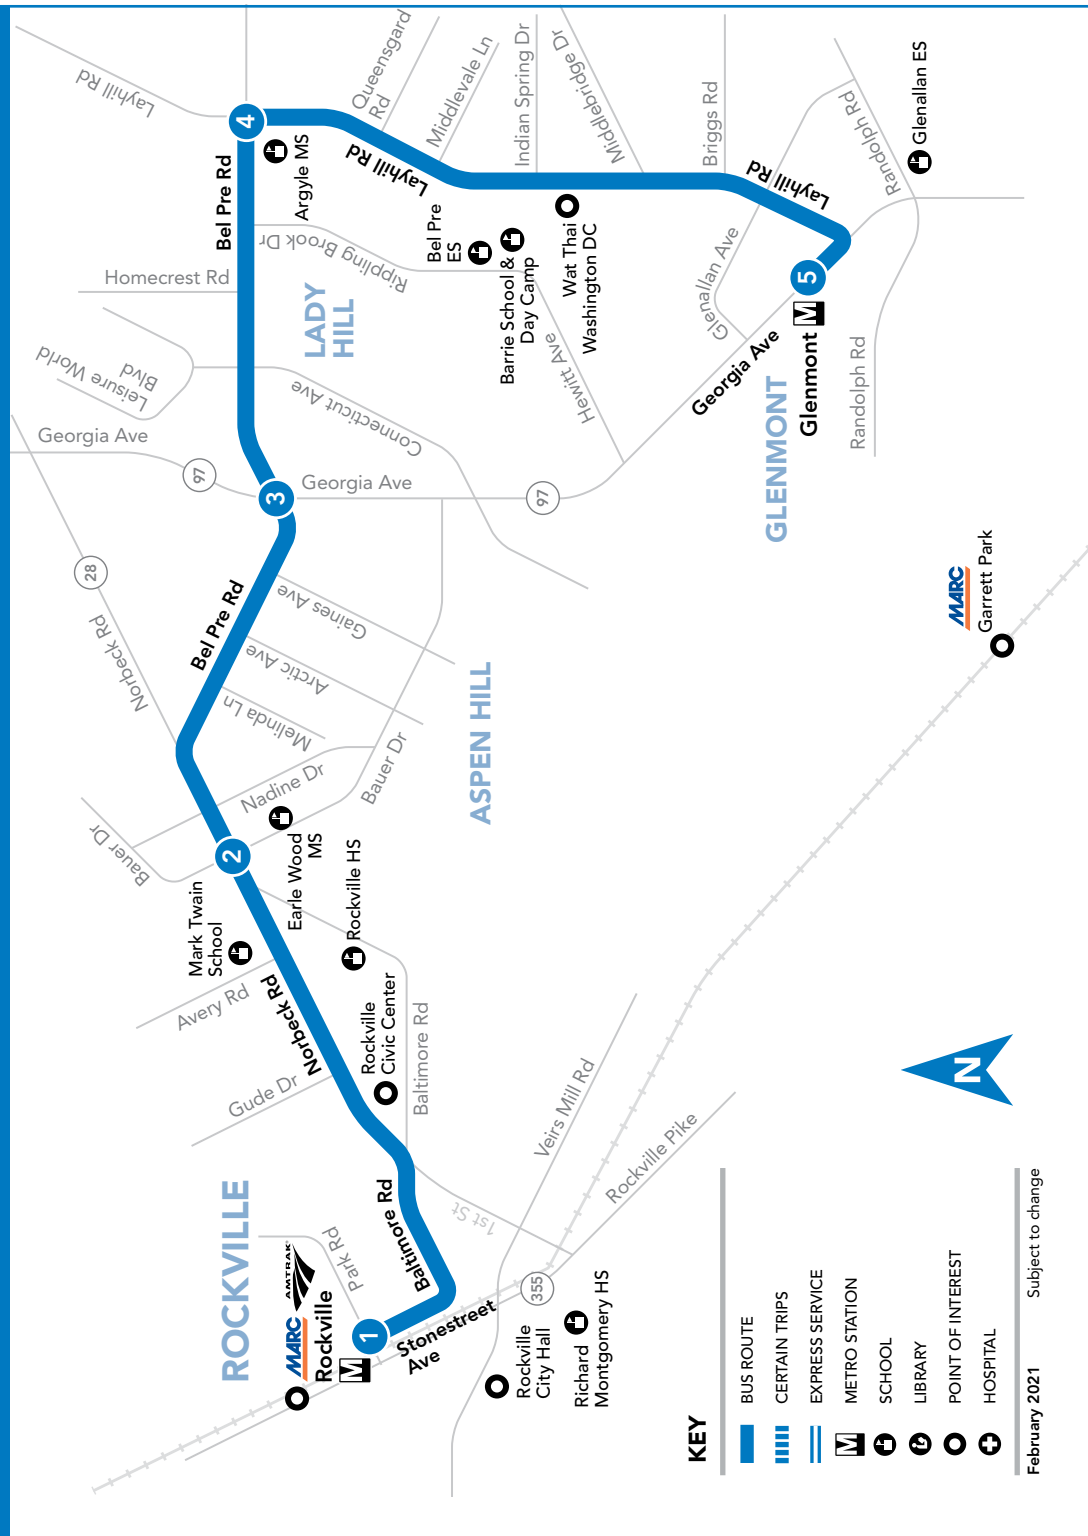 ROCKVILLE
MARC
AMTRAK
Rockville
M
1
Park Rd
Stonestreet
Ave
Baltimore Rd
1st St
355
Rockville
City Hall
Richard
Montgomery HS
Veirs Mill Rd
Rockville Pike
Gude Dr
Norbeck Rd
Avery Rd
Rockville
Civic Center
Baltimore Rd
Rockville HS
Mark Twain
School
2
Earle Wood
MS
Bauer Dr
Nadine Dr
Bauer Dr
Norbeck Rd
28
Melinda Ln
Arctic Ave
Gaines Ave
Bel Pre Rd
ASPEN HILL
3
Georgia Ave
97
Georgia Ave
97
Leisure World
Blvd
Connecticut Ave
Homecrest Rd
LADY
HILL
Bel Pre Rd
Rippling Brook Dr
4
Argyle MS
Layhill Rd
Layhill Rd
Queensgard
Rd
Middlevale Ln
Indian Spring Dr
Middlebridge Dr
Bel Pre
ES
Barrie School &
Day Camp
Wat Thai
Washington DC
Hewitt Ave
Briggs Rd
Layhill Rd
Glenallan Ave
Georgia Ave
5
M
Glenmont
GLENMONT
Randolph Rd
Randolph Rd
Glenallan ES
MARC
Garrett Park
N
KEY
BUS ROUTE
CERTAIN TRIPS
EXPRESS SERVICE
M METRO STATION
SCHOOL
LIBRARY
POINT OF INTEREST
HOSPITAL
February 2021 Subject to change